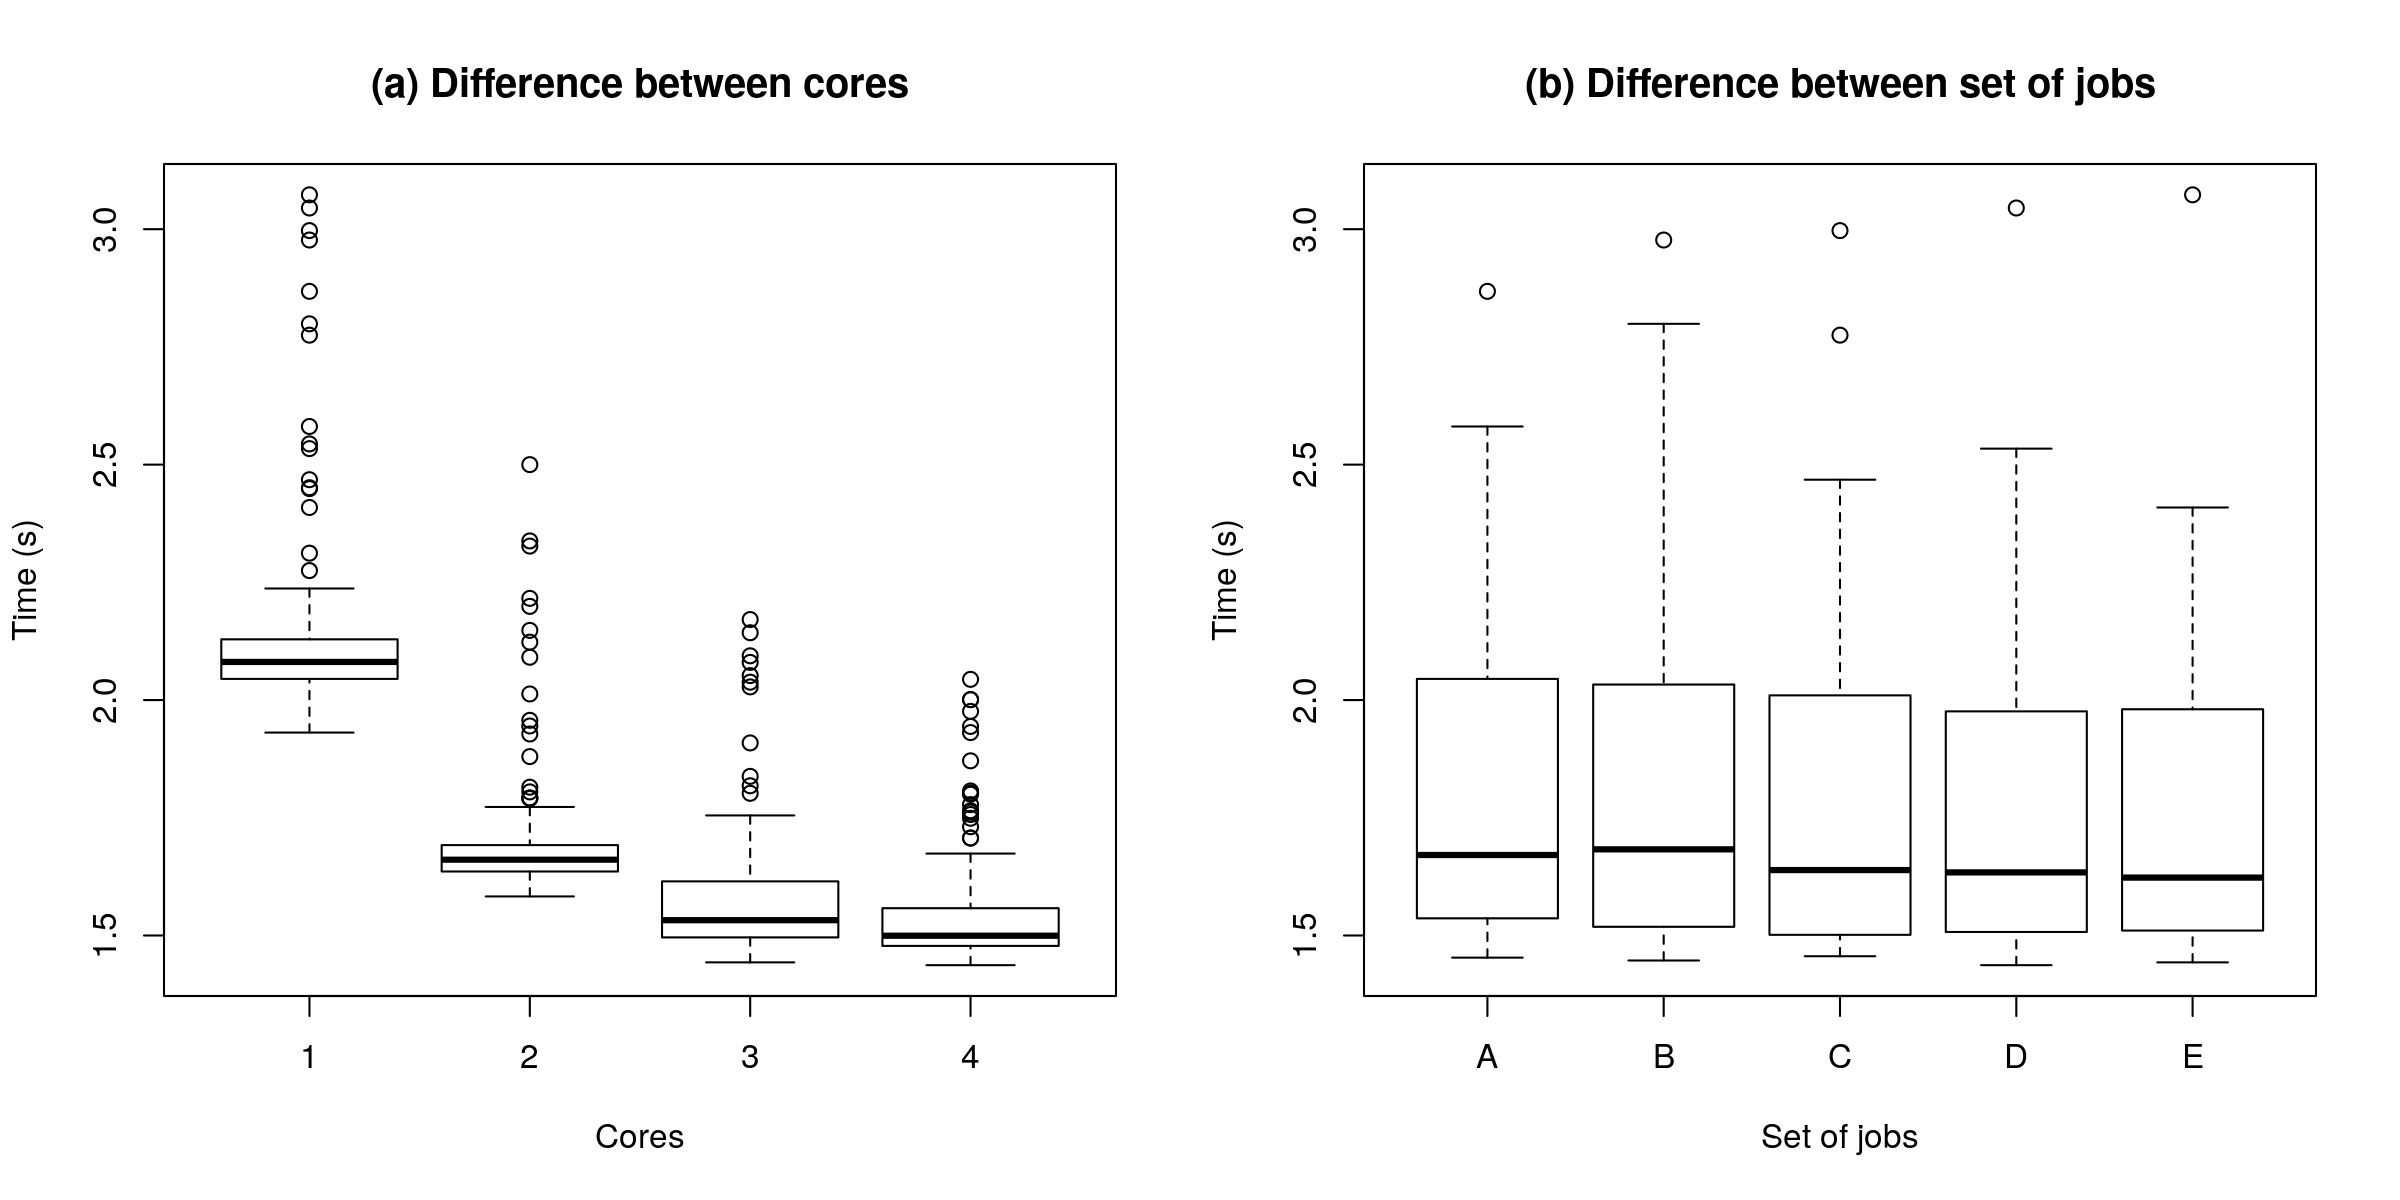 (a) Difference between cores
Time (s)
3.0
2.5
2.0
1.5
1 2 3 4
Cores
(b) Difference between set of jobs
Time (s)
3.0
2.5
2.0
1.5
A B C D E
Set of jobs